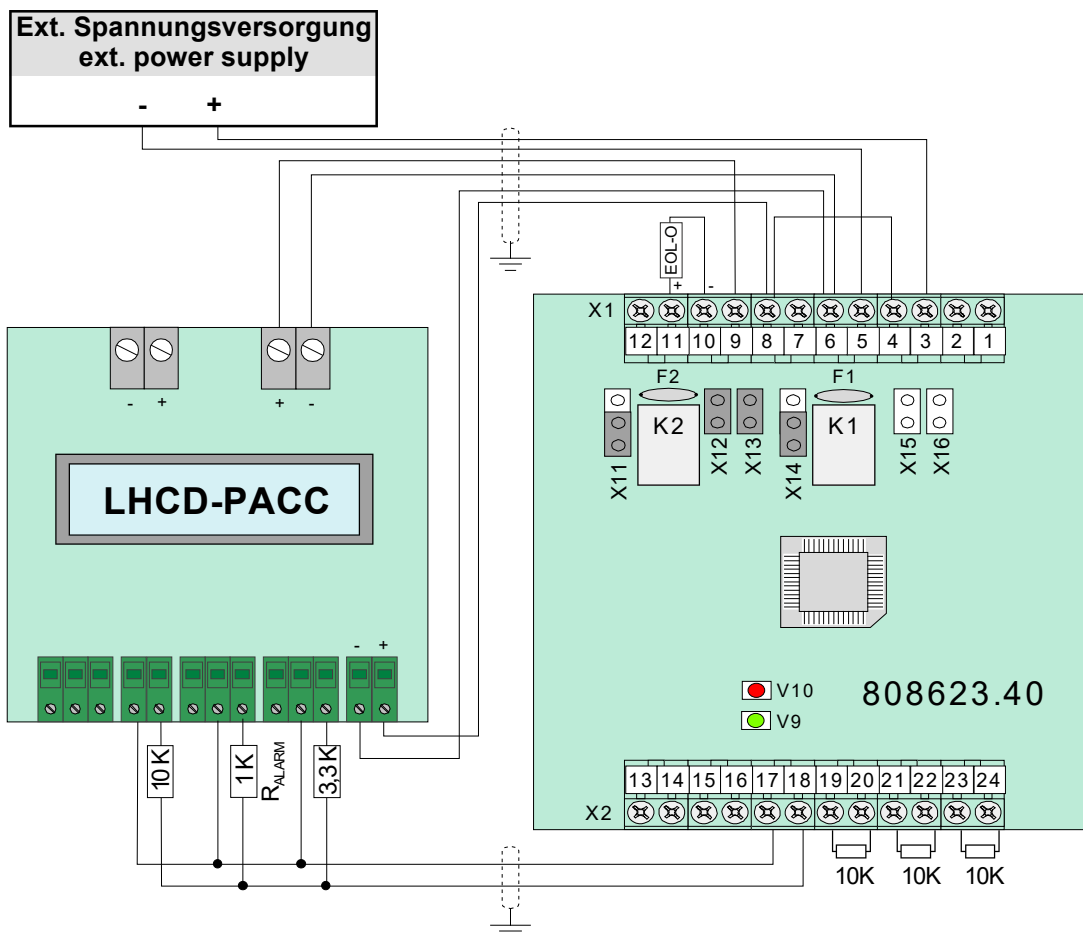 Ext. Spannungsversorgung
ext. power supply
- +
EOL-O
+ -
X1
12 11 10 9 8 7 6 5 4 3 2 1
- +
+ -
F2
F1
K2
K1
X11
X12
X13
X14
X15
X16
LHCD-PACC
- +
V10
V9
808623.40
10K
1K
RALARM
3,3K
13 14 15 16 17 18 19 20 21 22 23 24
X2
10K 10K 10K